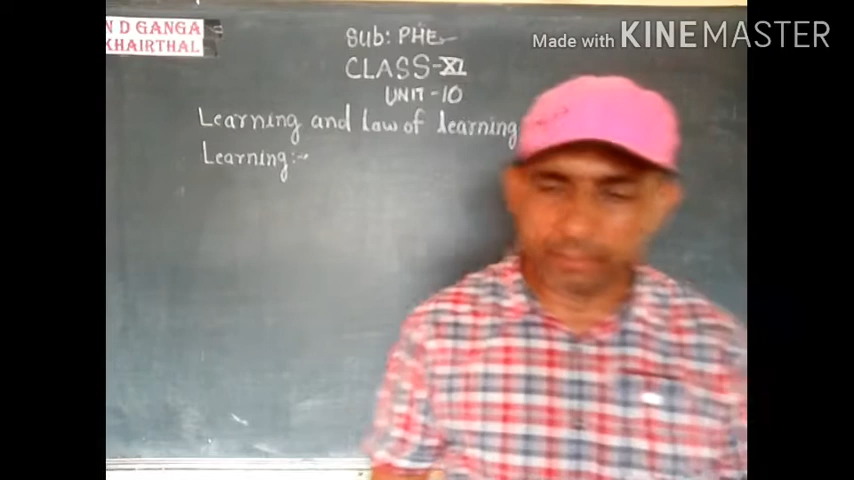 N D GANGA
KHAIRTHAL
Sub: PHE
CLASS-XI
UNIT-10
Learning and Law of learning
Learning:-
Made with KINEMASTER